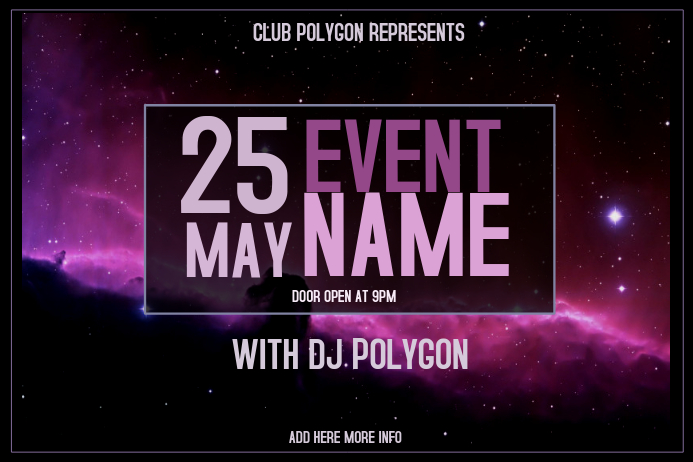 CLUB POLYGON REPRESENTS
25 EVENT
MAY NAME
DOOR OPEN AT 9PM
WITH DJ POLYGON
ADD HERE MORE INFO